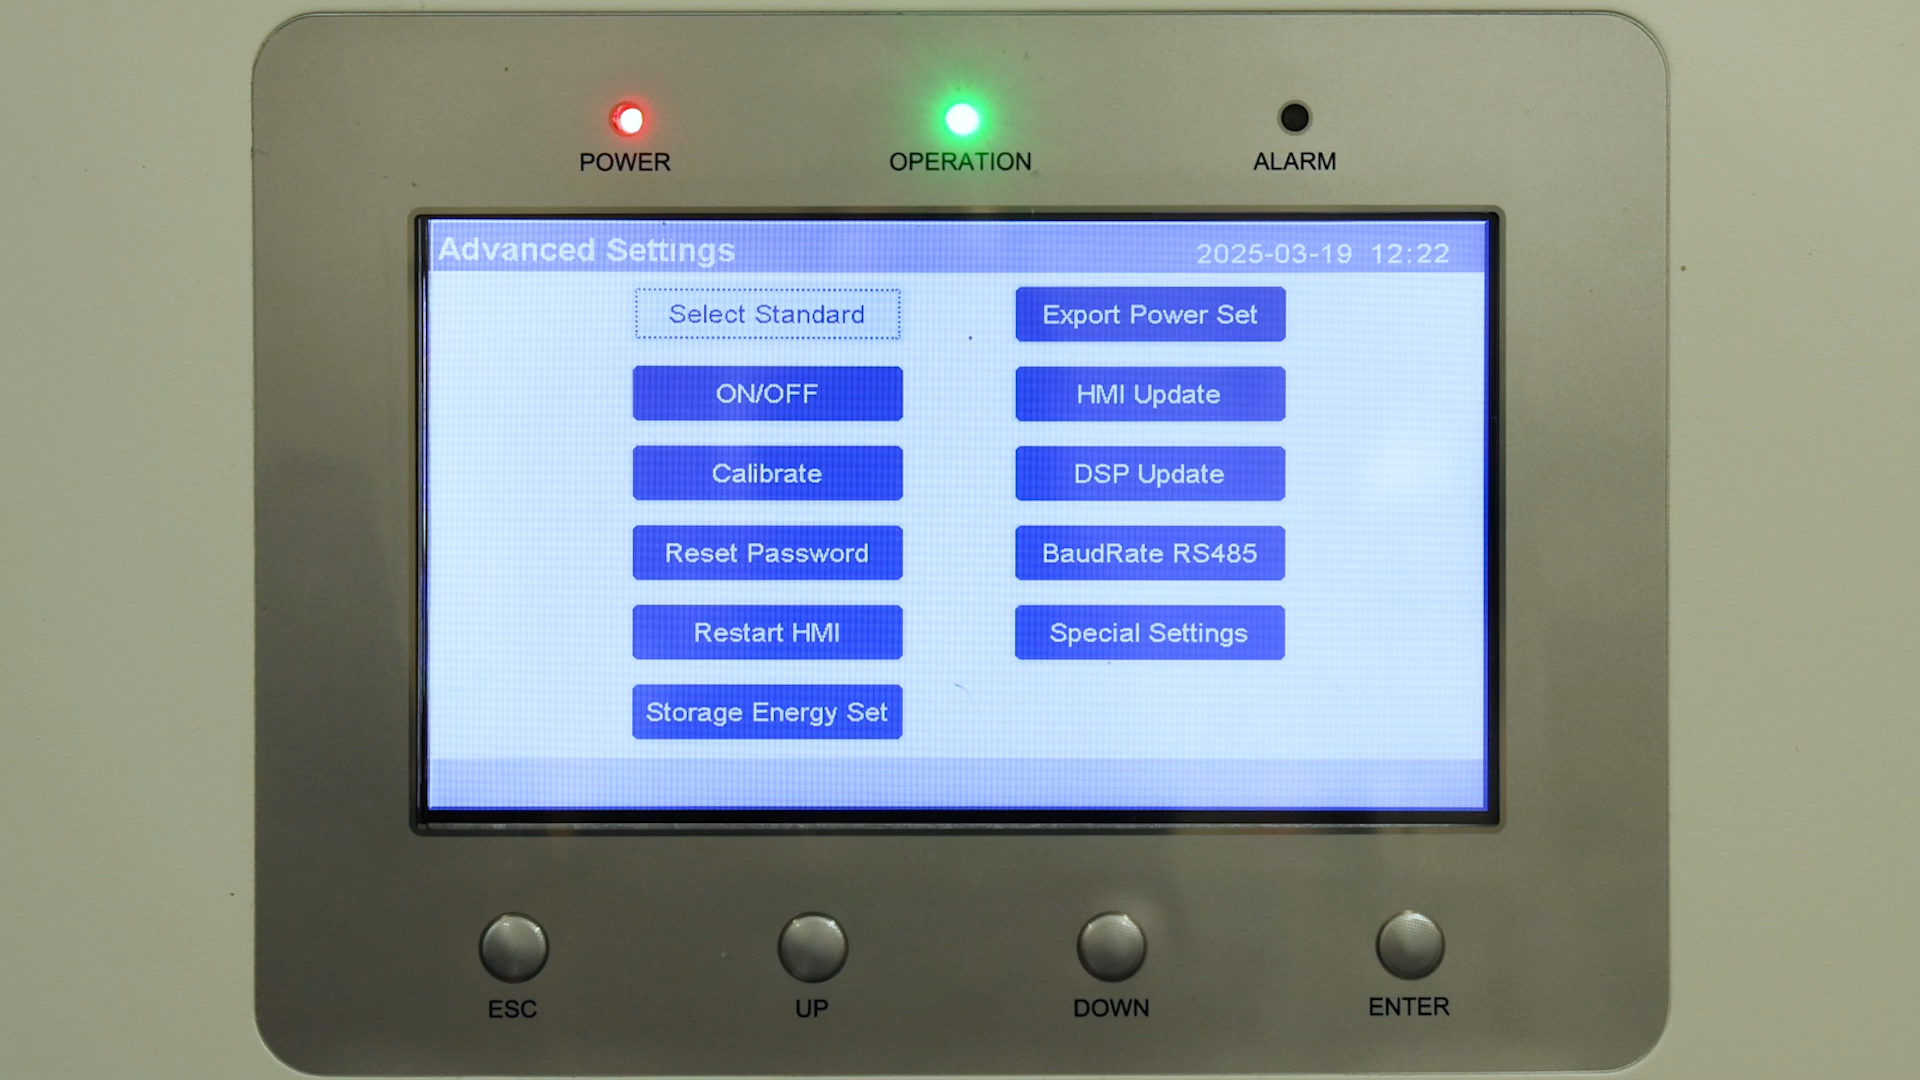 POWER OPERATION ALARM
Advanced Settings 2025-03-19 12:22
Select Standard Export Power Set
ON/OFF HMI Update
Calibrate DSP Update
Reset Password BaudRate RS485
Restart HMI Special Settings
Storage Energy Set
ESC UP DOWN ENTER